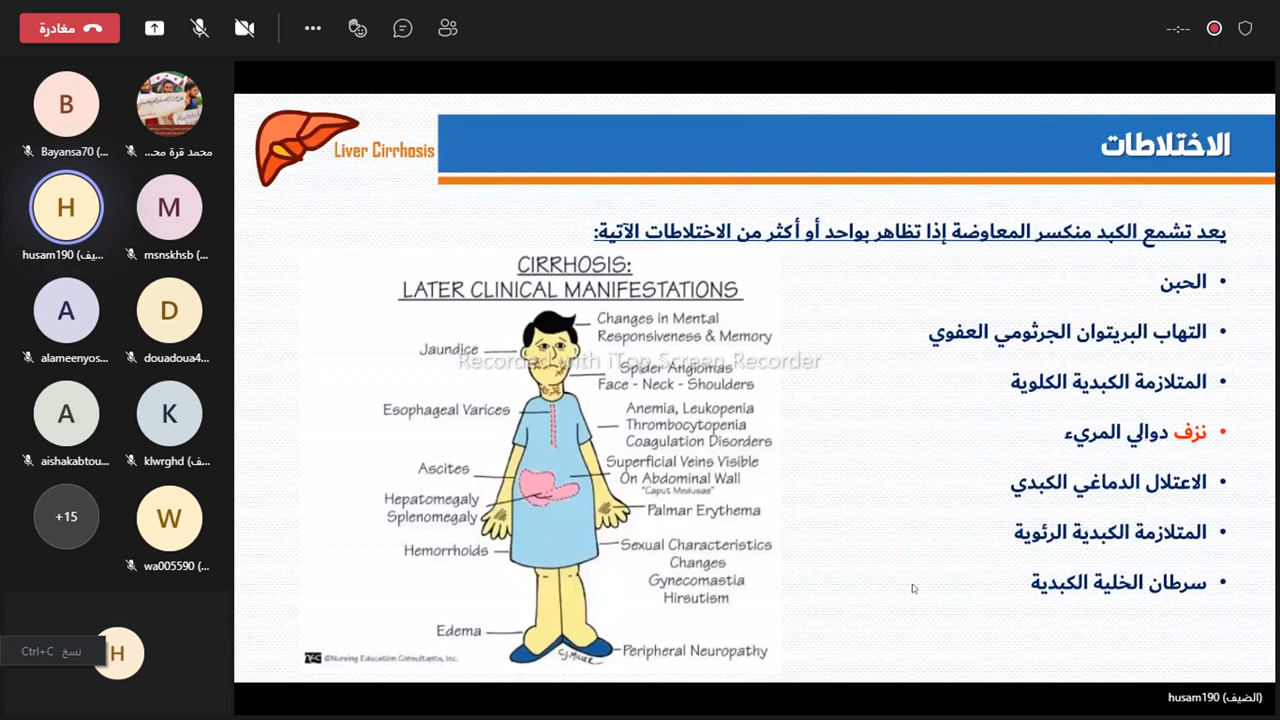 مغادرة
--:--
B
Bayansa70 (...
محمد قرة محـ...
H
husam190 (يف...
M
msnskhsb (...
A
alameenyos...
D
douadoua4...
A
aishakabtou...
K
klwrghd (ف...
+15
W
wa005590 (...
نسخ Ctrl+C
H
Liver Cirrhosis
الاختلاطات
يعد تشمع الكبد منكسر المعاوضة إذا تظاهر بواحد أو أكثر من الاختلاطات الآتية:
• الحبن
• التهاب البريتوان الجرثومي العفوي
• المتلازمة الكبدية الكلوية
• نزف دوالي المريء
• الاعتلال الدماغي الكبدي
• المتلازمة الكبدية الرئوية
• سرطان الخلية الكبدية
CIRRHOSIS:
LATER CLINICAL MANIFESTATIONS
Changes in Mental
Responsiveness & Memory
Jaundice
Recorded with iTop Screen Recorder
Spider Angiomas
Face - Neck - Shoulders
Esophageal Varices
Anemia, Leukopenia
Thrombocytopenia
Coagulation Disorders
Ascites
Superficial Veins Visible
On Abdominal Wall
"Caput Medusae"
Hepatomegaly
Splenomegaly
Palmar Erythema
Hemorrhoids
Sexual Characteristics
Changes
Gynecomastia
Hirsutism
Edema
Peripheral Neuropathy
C.J. Miller
NEC ©Nursing Education Consultants, Inc.
husam190 (الضيف)